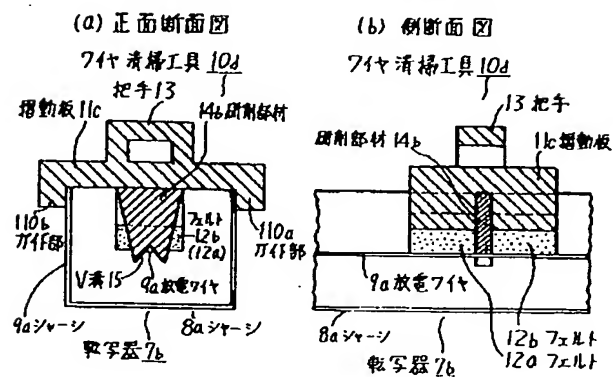 (a) 正面断面図
ワイヤ清掃工具 10d
把手 13
摺動板 11c
14b 研削部材
110b
ガイド部
フェルト
12b
(12a)
110a
ガイド部
V溝 15
9a 放電ワイヤ
9a シャーシ
8a シャーシ
転写器 7b
(b) 側断面図
ワイヤ清掃工具 10d
13 把手
研削部材 14b
11c 摺動板
9a 放電ワイヤ
8a シャーシ
12b フェルト
12a フェルト
転写器 7b